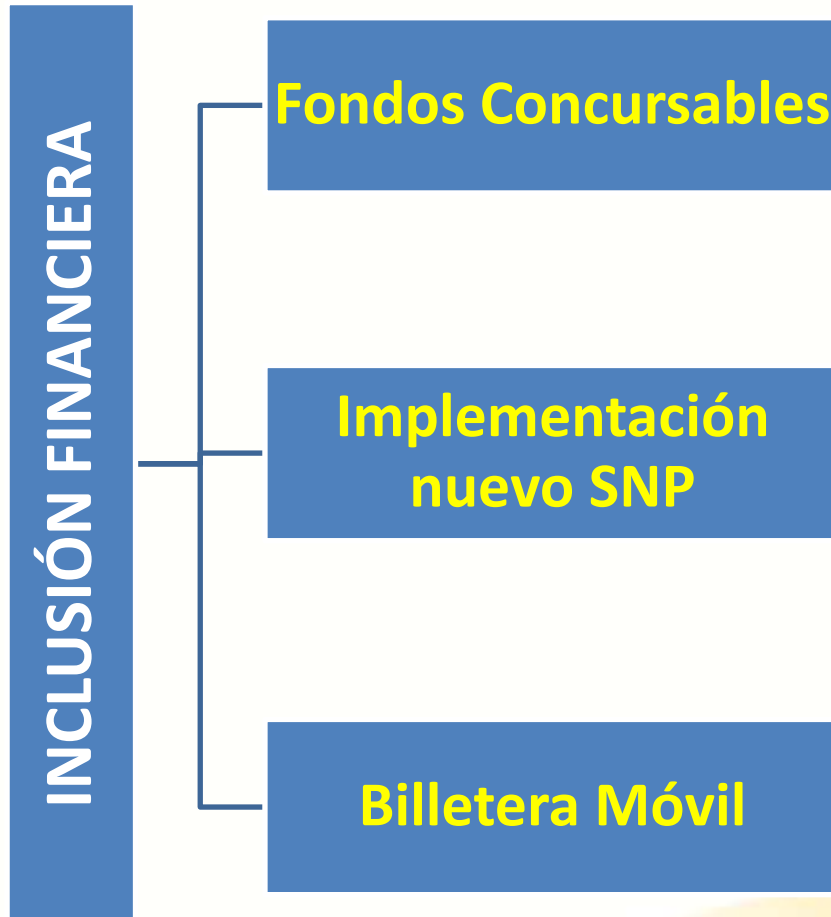 INCLUSIÓN FINANCIERA
Fondos Concursables
Implementación
nuevo SNP
Billetera Móvil